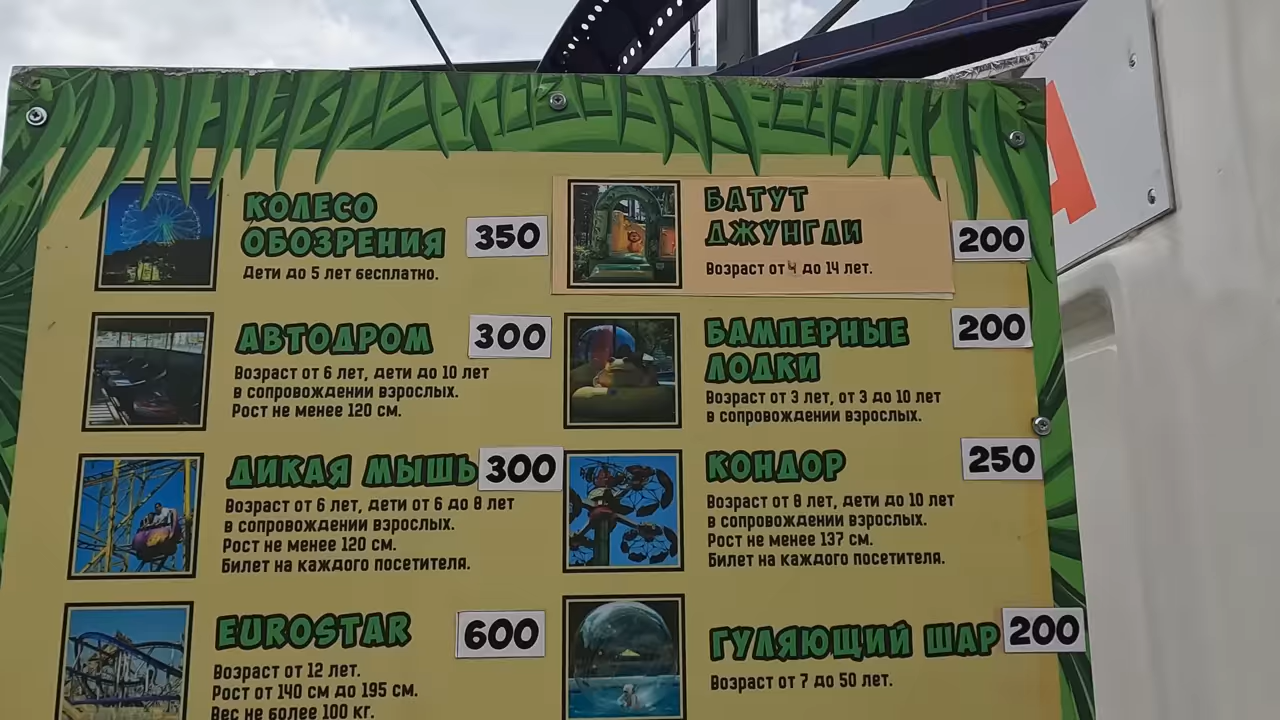 КОЛЕСО
ОБОЗРЕНИЯ
350
Дети до 5 лет бесплатно.
БАТУТ
ДЖУНГЛИ
200
Возраст от 4 до 14 лет.
АВТОДРОМ
300
Возраст от 6 лет, дети до 10 лет
в сопровождении взрослых.
Рост не менее 120 см.
БАМПЕРНЫЕ
ЛОДКИ
200
Возраст от 3 лет, от 3 до 10 лет
в сопровождении взрослых.
ДИКАЯ МЫШЬ
300
Возраст от 6 лет, дети от 6 до 8 лет
в сопровождении взрослых.
Рост не менее 120 см.
Билет на каждого посетителя.
КОНДОР
250
Возраст от 8 лет, дети до 10 лет
в сопровождении взрослых.
Рост не менее 137 см.
Билет на каждого посетителя.
EUROSTAR
600
Возраст от 12 лет.
Рост от 140 см до 195 см.
Вес не более 100 кг.
ГУЛЯЮЩИЙ ШАР
200
Возраст от 7 до 50 лет.